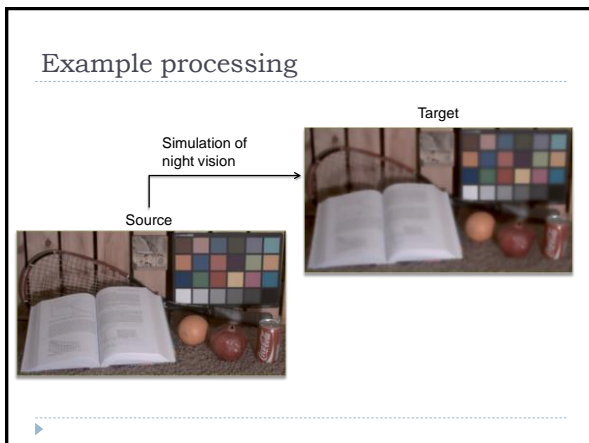 Example processing
Target
Simulation of
night vision
Source